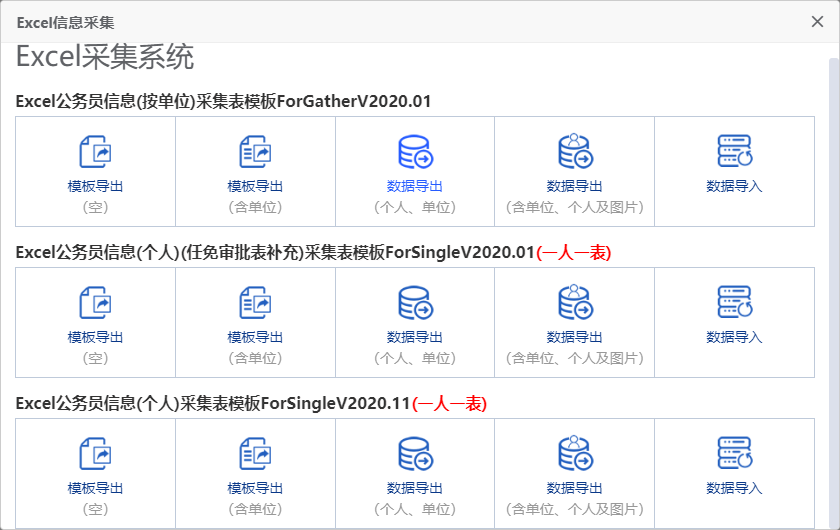 Excel信息采集
Excel采集系统
Excel公务员信息(按单位)采集表模板ForGatherV2020.01
模板导出 模板导出 数据导出 数据导出 数据导入
(空) (含单位) (个人、单位) (含单位、个人及图片)
Excel公务员信息(个人)(任免审批表补充)采集表模板ForSingleV2020.01(一人一表)
模板导出 模板导出 数据导出 数据导出 数据导入
(空) (含单位) (个人、单位) (含单位、个人及图片)
Excel公务员信息(个人)采集表模板ForSingleV2020.11(一人一表)
模板导出 模板导出 数据导出 数据导出 数据导入
(空) (含单位) (个人、单位) (含单位、个人及图片)